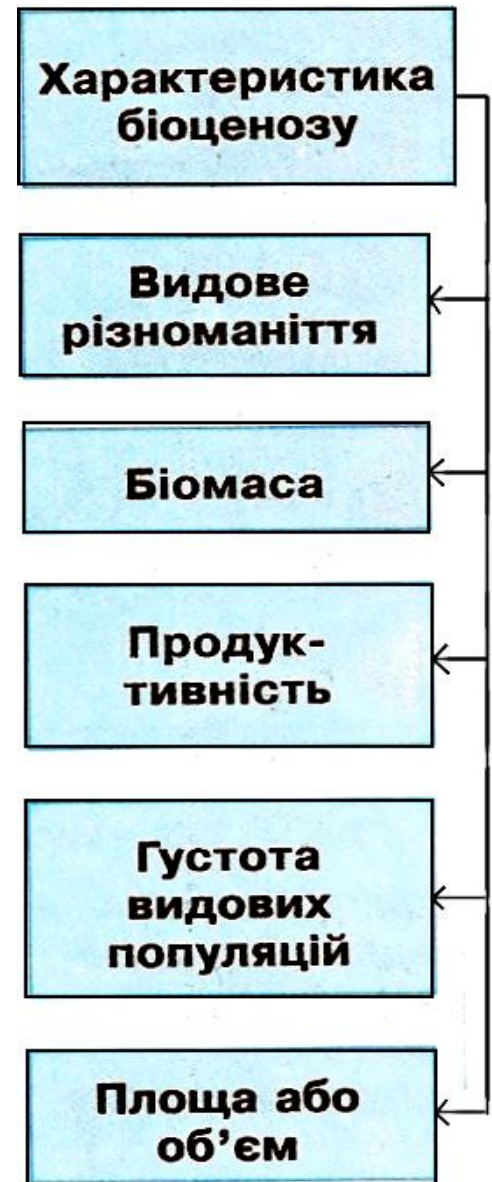 Характеристика
біоценозу
Видове
різноманіття
Біомаса
Продук-
тивність
Густота
видових
популяцій
Площа або
об’єм